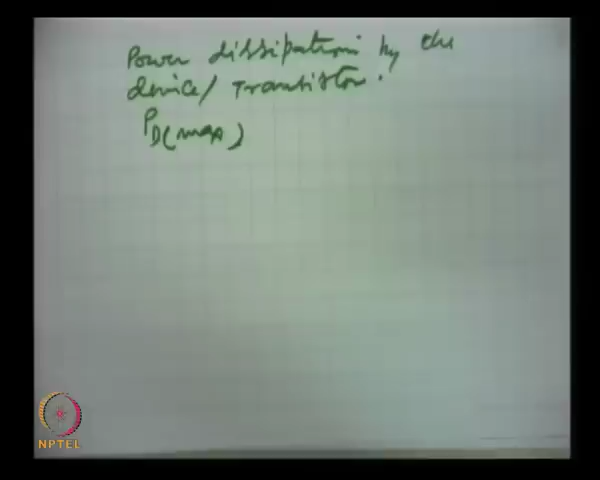 Power dissipation by the
device/ Transistor.
PD(max)
NPTEL